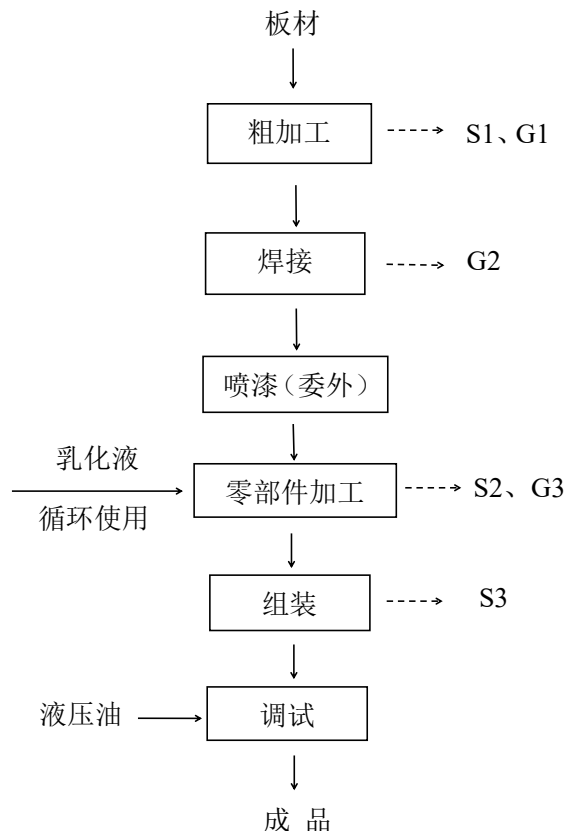 板材
粗加工
S1、G1
焊接
G2
喷漆（委外）
乳化液
循环使用
零部件加工
S2、G3
组装
S3
液压油
调试
成 品